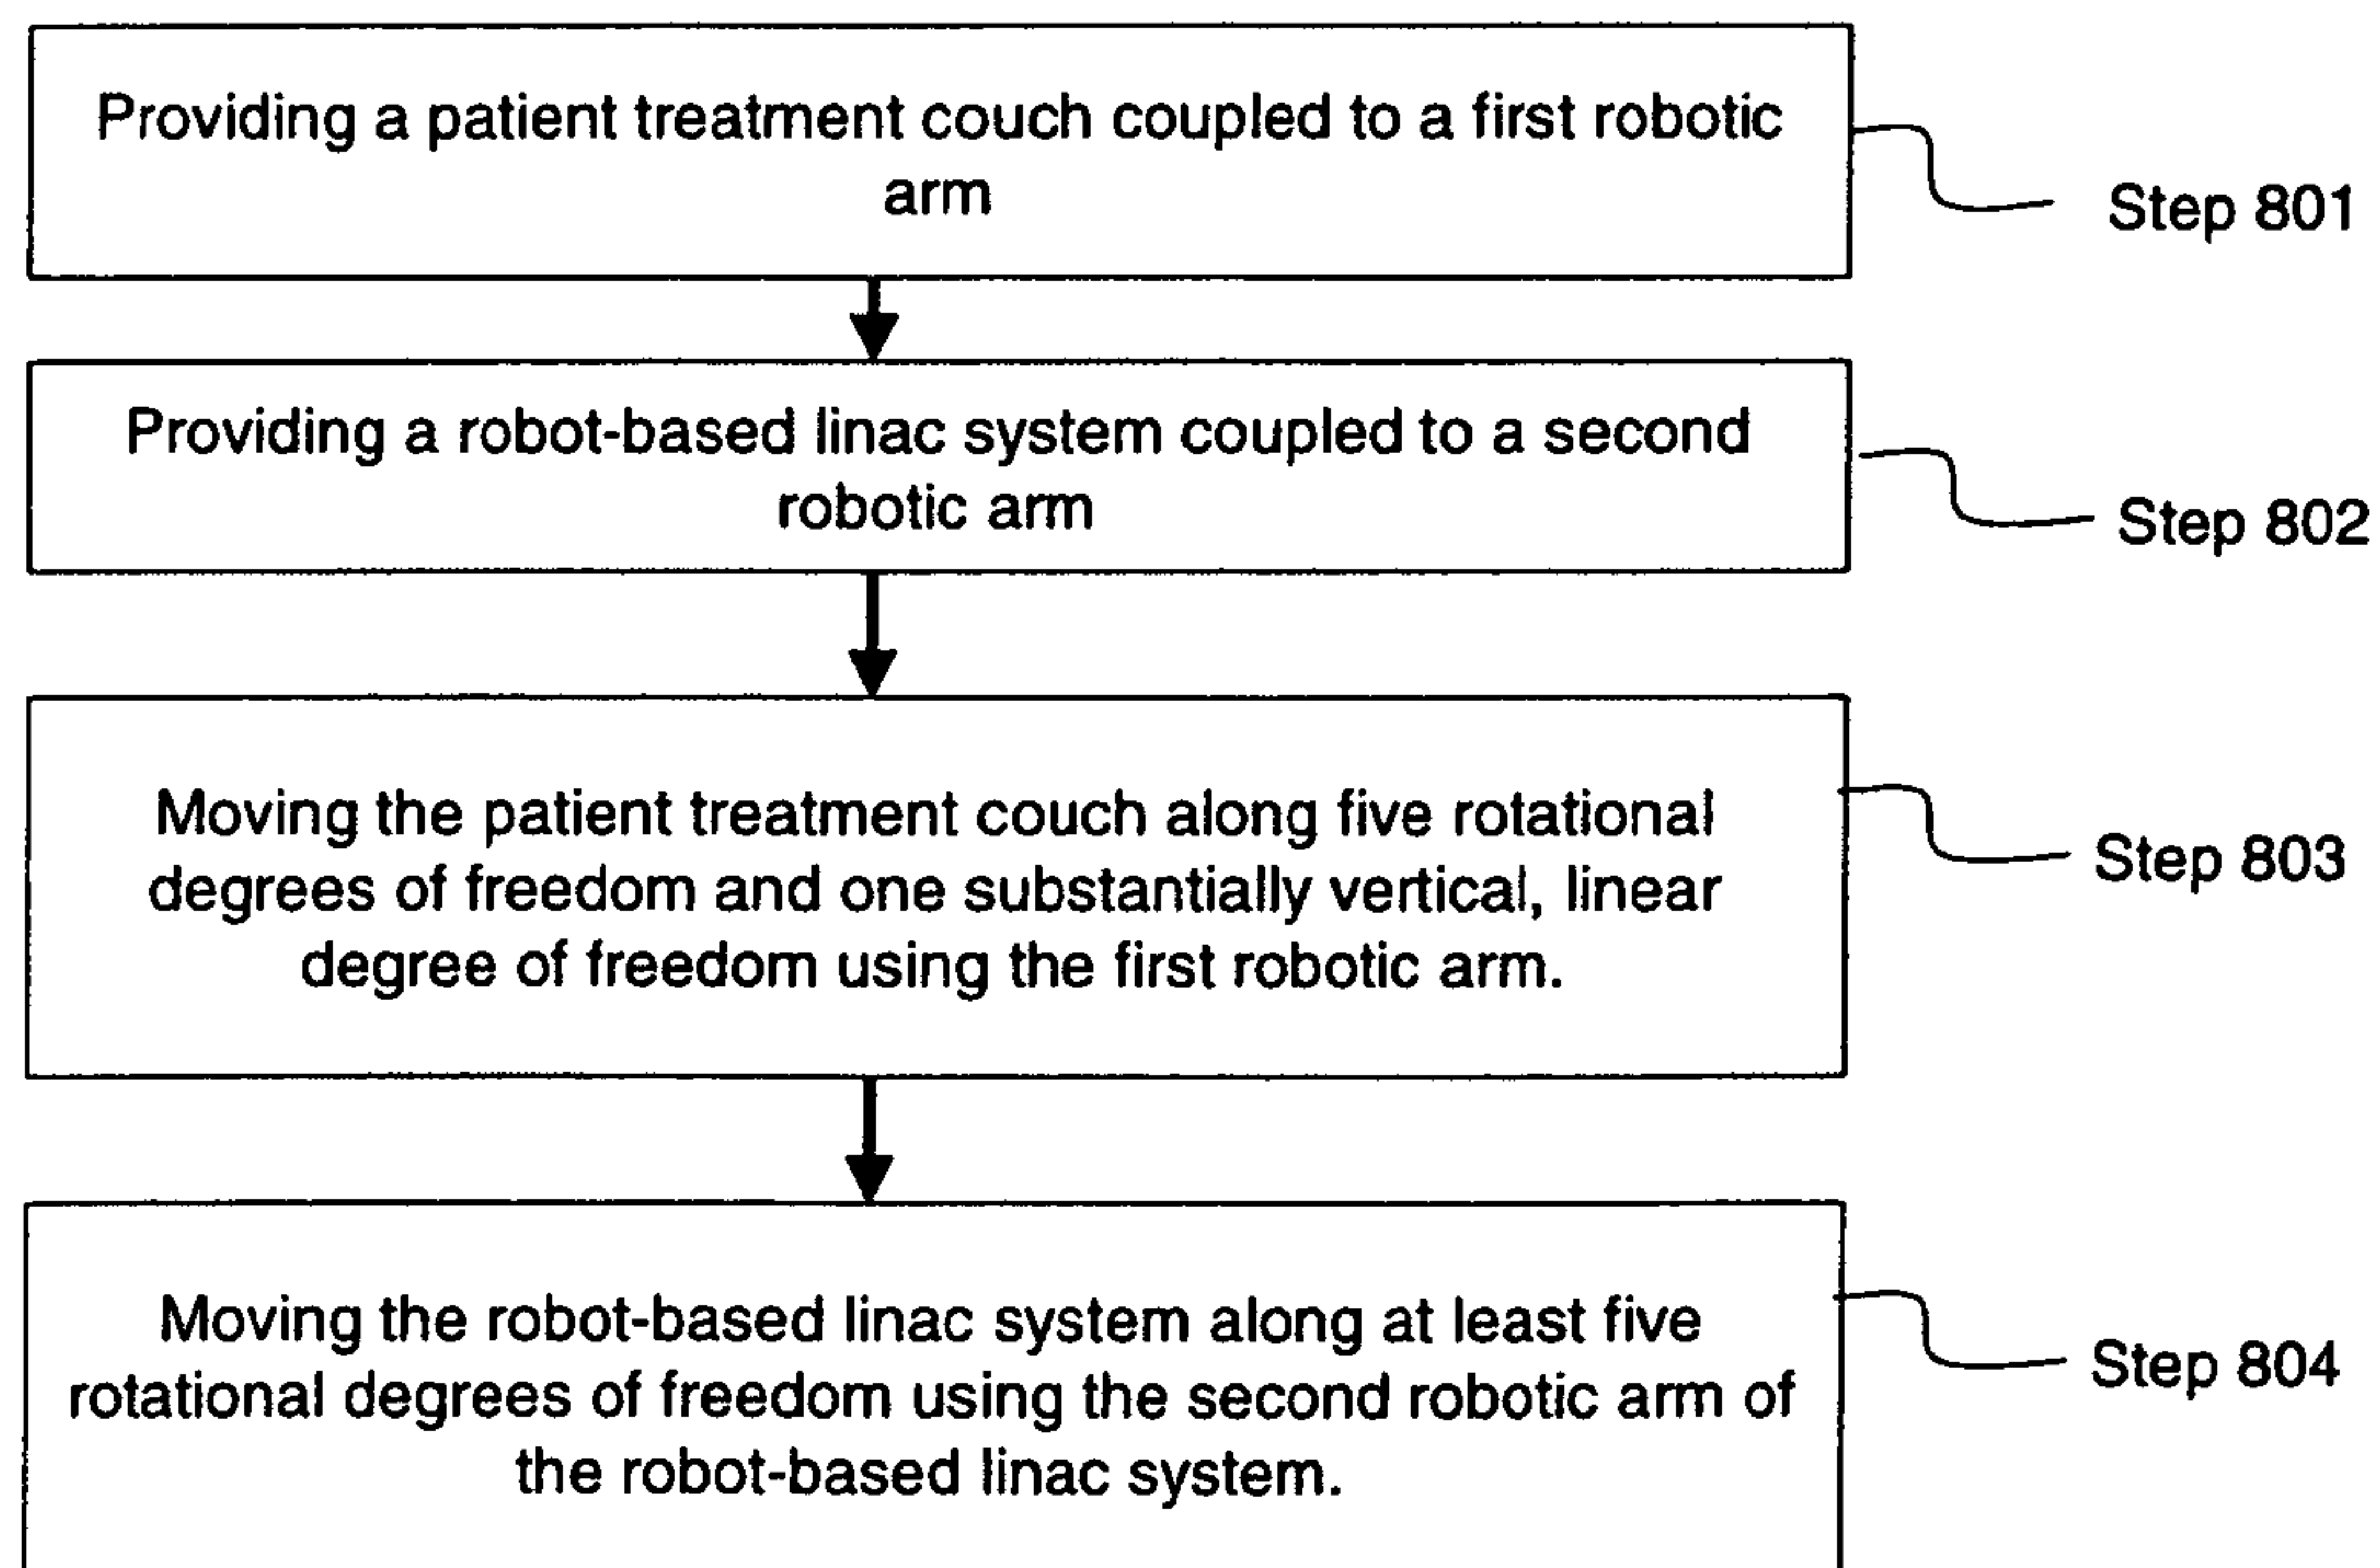 Providing a patient treatment couch coupled to a first robotic
arm
Step 801
Providing a robot-based linac system coupled to a second
robotic arm
Step 802
Moving the patient treatment couch along five rotational
degrees of freedom and one substantially vertical, linear
degree of freedom using the first robotic arm.
Step 803
Moving the robot-based linac system along at least five
rotational degrees of freedom using the second robotic arm of
the robot-based linac system.
Step 804